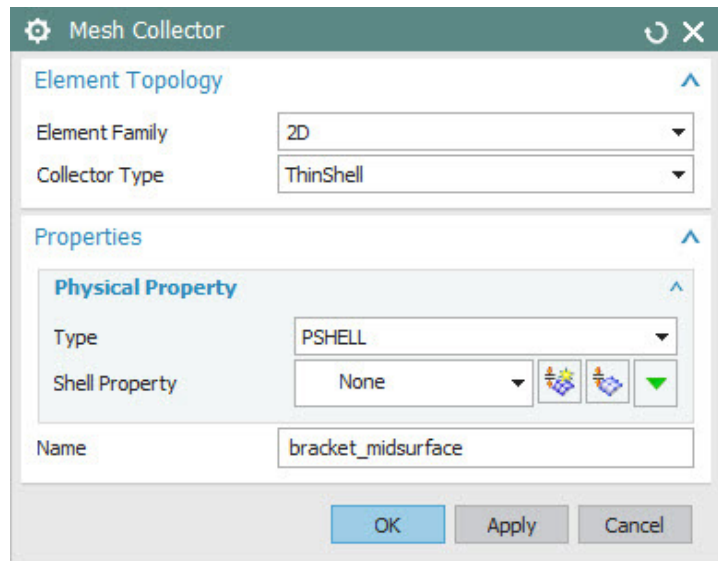 Mesh Collector
Element Topology
Element Family 2D
Collector Type ThinShell
Properties
Physical Property
Type PSHELL
Shell Property None
Name bracket_midsurface
OK Apply Cancel